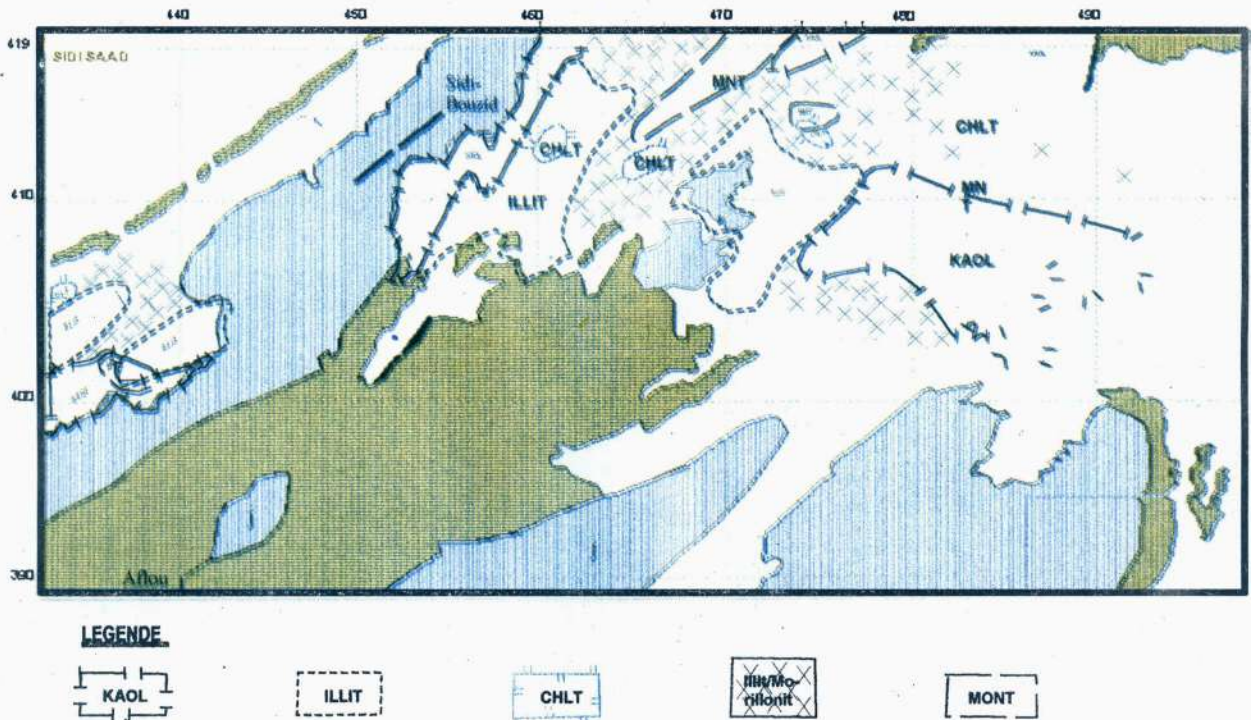 440 450 460 470 480 490
419
SIDI SAAD
Sidi-
Bouzid
MNT
CHLT
CHLT
CHLT
410
ILLIT
MN
KAOL
400
390
Aflou
LEGENDE
KAOL
ILLIT
CHLT
Illit/Mo-
rillonit
MONT